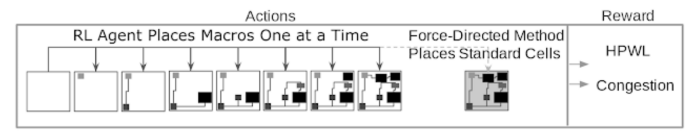 Actions
Reward
RL Agent Places Macros One at a Time
Force-Directed Method
Places Standard Cells
HPWL
Congestion